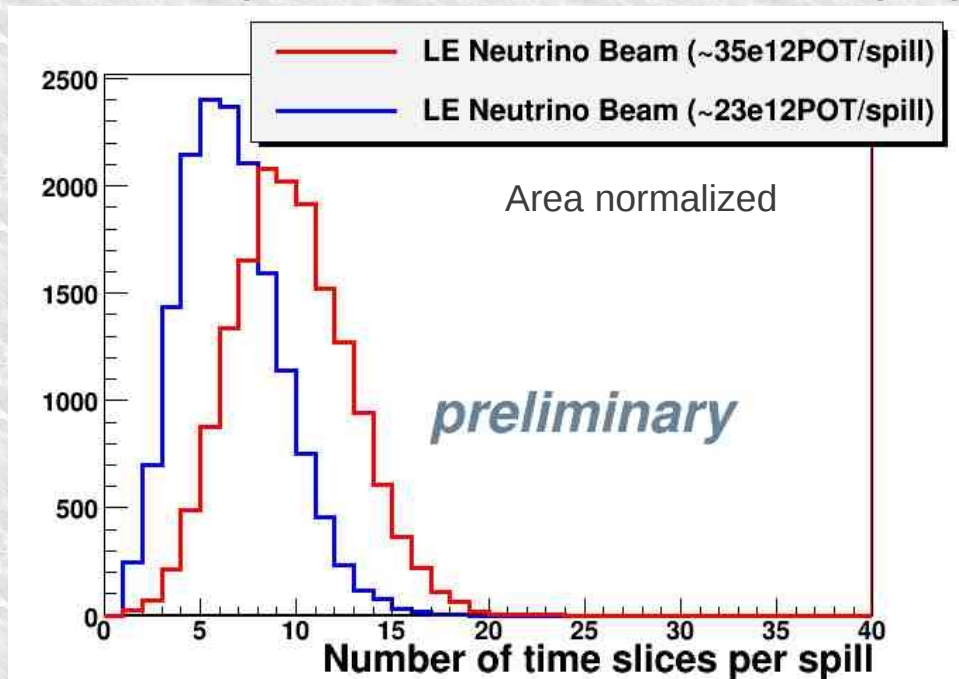 LE Neutrino Beam (~35e12POT/spill)
LE Neutrino Beam (~23e12POT/spill)
Area normalized
preliminary
2500
2000
1500
1000
500
0
0 5 10 15 20 25 30 35 40
Number of time slices per spill